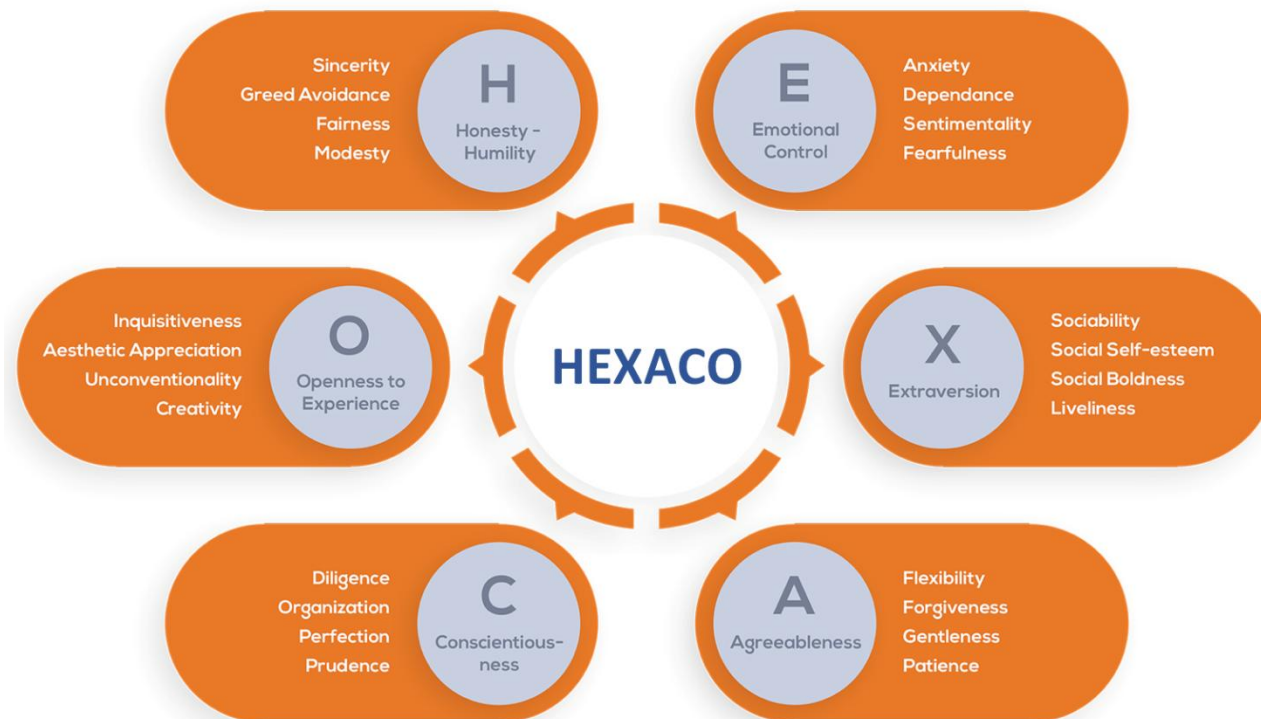 Sincerity
Greed Avoidance
Fairness
Modesty
H
Honesty -
Humility
E
Emotional
Control
Anxiety
Dependance
Sentimentality
Fearfulness
Inquisitiveness
Aesthetic Appreciation
Unconventionality
Creativity
O
Openness to
Experience
HEXACO
X
Extraversion
Sociability
Social Self-esteem
Social Boldness
Liveliness
Diligence
Organization
Perfection
Prudence
C
Conscientious-
ness
A
Agreeableness
Flexibility
Forgiveness
Gentleness
Patience